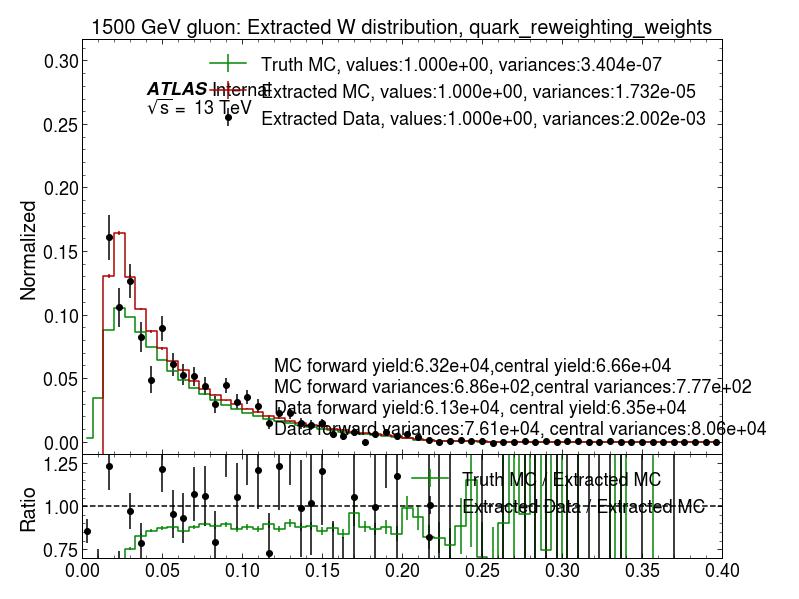 1500 GeV gluon: Extracted W distribution, quark_reweighting_weights
Truth MC, values:1.000e+00, variances:3.404e-07
ATLAS Internal
Extracted MC, values:1.000e+00, variances:1.732e-05
√s = 13 TeV
Extracted Data, values:1.000e+00, variances:2.002e-03
Normalized
0.30
0.25
0.20
0.15
0.10
0.05
0.00
MC forward yield:6.32e+04,central yield:6.66e+04
MC forward variances:6.86e+02,central variances:7.77e+02
Data forward yield:6.13e+04, central yield:6.35e+04
Data forward variances:7.61e+04, central variances:8.06e+04
Ratio
1.25
1.00
0.75
Truth MC / Extracted MC
Extracted Data / Extracted MC
0.00 0.05 0.10 0.15 0.20 0.25 0.30 0.35 0.40